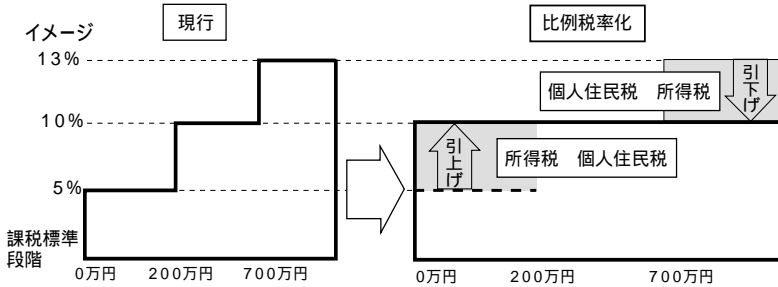 イメージ
現行
比例税率化
13%
引下げ
個人住民税 所得税
10%
引上げ
所得税 個人住民税
5%
課税標準
段階
0万円 200万円 700万円
0万円 200万円 700万円